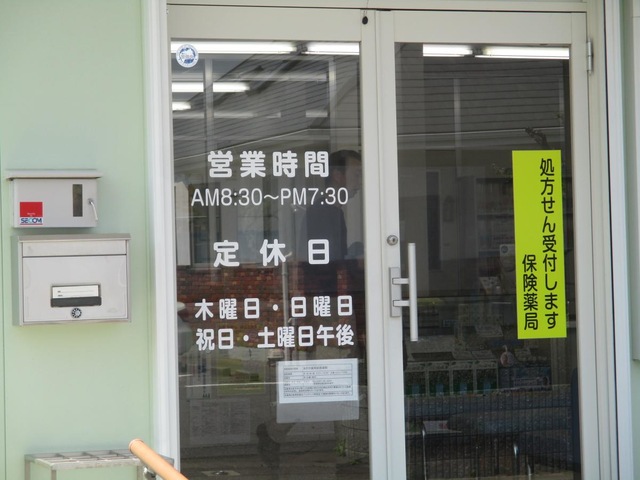 営業時間
AM8:30～PM7:30
定休日
木曜日・日曜日
祝日・土曜日午後
処方せん受付します
保険薬局
SECOM